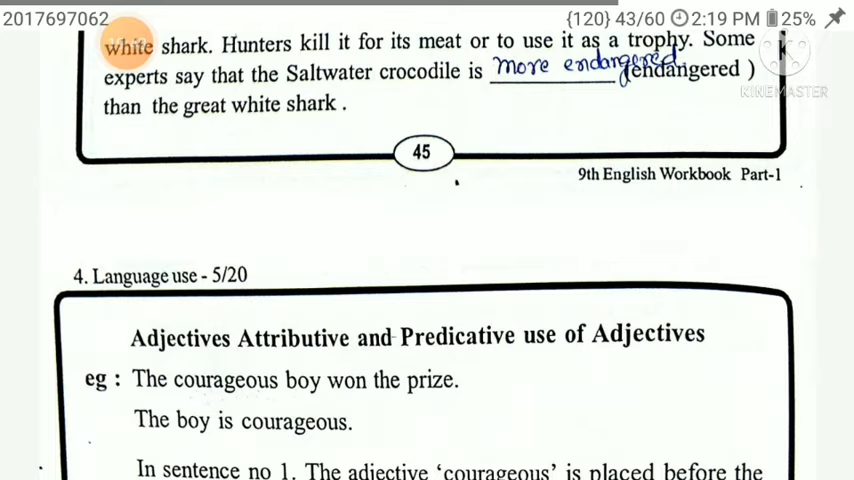 2017697062 {120} 43/60 2:19 PM 25%
white shark. Hunters kill it for its meat or to use it as a trophy. Some
experts say that the Saltwater crocodile is more endangered (endangered )
than the great white shark .
KINEMASTER
45
9th English Workbook Part-1
4. Language use - 5/20
Adjectives Attributive and Predicative use of Adjectives
eg : The courageous boy won the prize.
The boy is courageous.
In sentence no 1. The adjective ‘courageous’ is placed before the